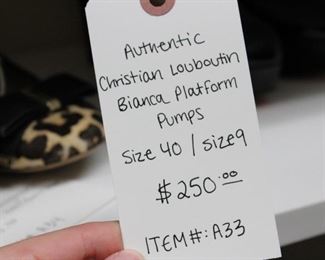 Authentic
Christian Louboutin
Bianca Platform
Pumps
Size 40 / size 9
$250.00
ITEM#: A33